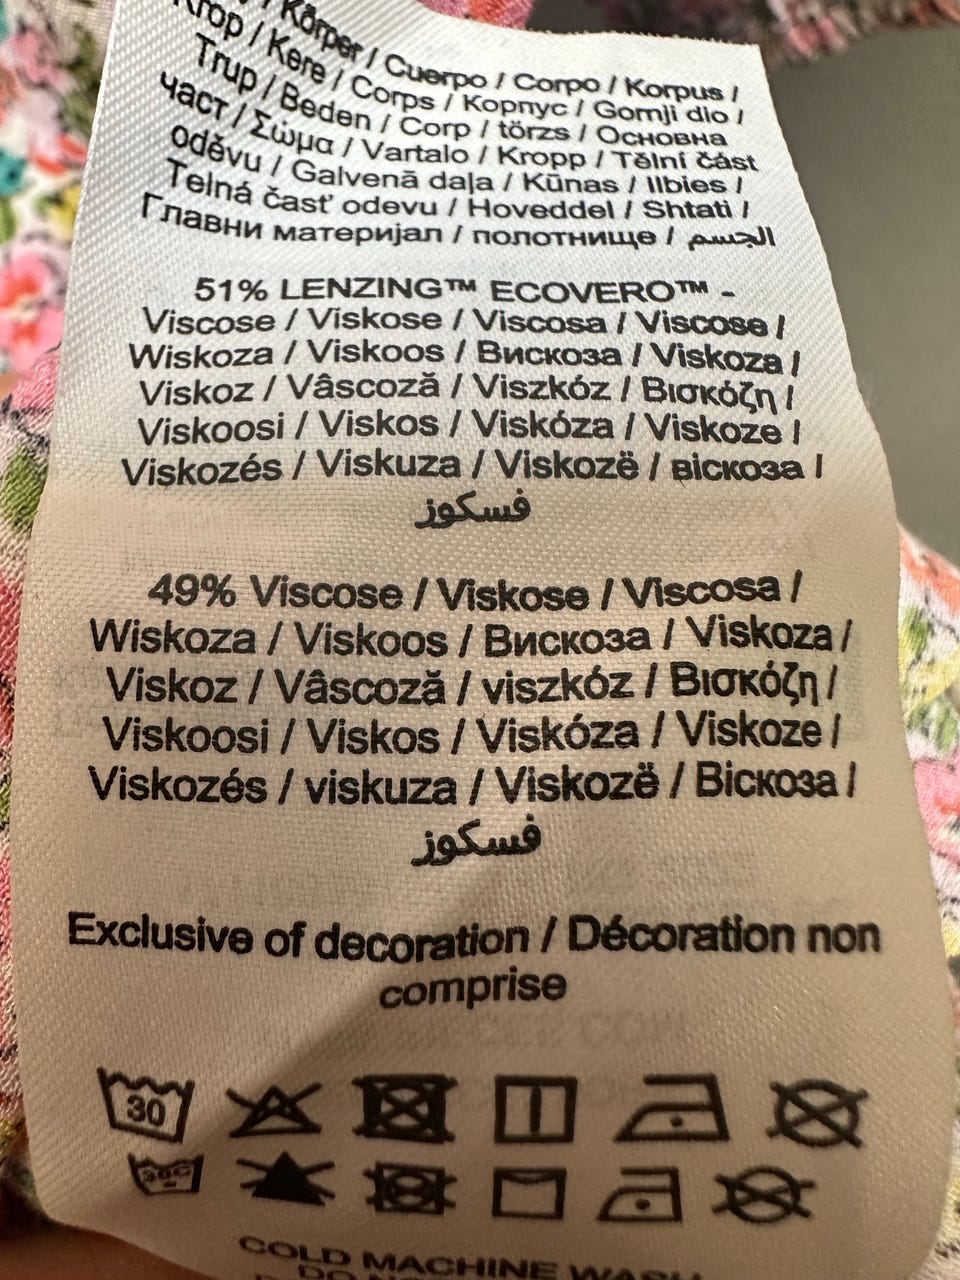 / Körper / Cuerpo / Corpo / Korpus /
Krop / Kere / Corps / Корпус / Gornji dio /
Trup / Beden / Corp / törzs / Основна
част / Σώμα / Vartalo / Kropp / Tělní část
oděvu / Galvenā daļa / Kūnas / Ilbies /
Telná časť odevu / Hoveddel / Shtati /
Главни материјал / полотнище / الجسم
51% LENZING™ ECOVERO™ -
Viscose / Viskose / Viscosa / Viscose /
Wiskoza / Viskoos / Вискоза / Viskoza /
Viskoz / Vâscoză / Viszkóz / Βισκόζη /
Viskoosi / Viskos / Viskóza / Viskoze /
Viskozés / Viskuza / Viskozë / віскоза /
فسكوز
49% Viscose / Viskose / Viscosa /
Wiskoza / Viskoos / Вискоза / Viskoza /
Viskoz / Vâscoză / viszkóz / Βισκόζη /
Viskoosi / Viskos / Viskóza / Viskoze /
Viskozés / viskuza / Viskozë / Віскоза /
فسكوز
Exclusive of decoration / Décoration non
comprise
30
30°C
COLD MACHINE WASH
DO NO